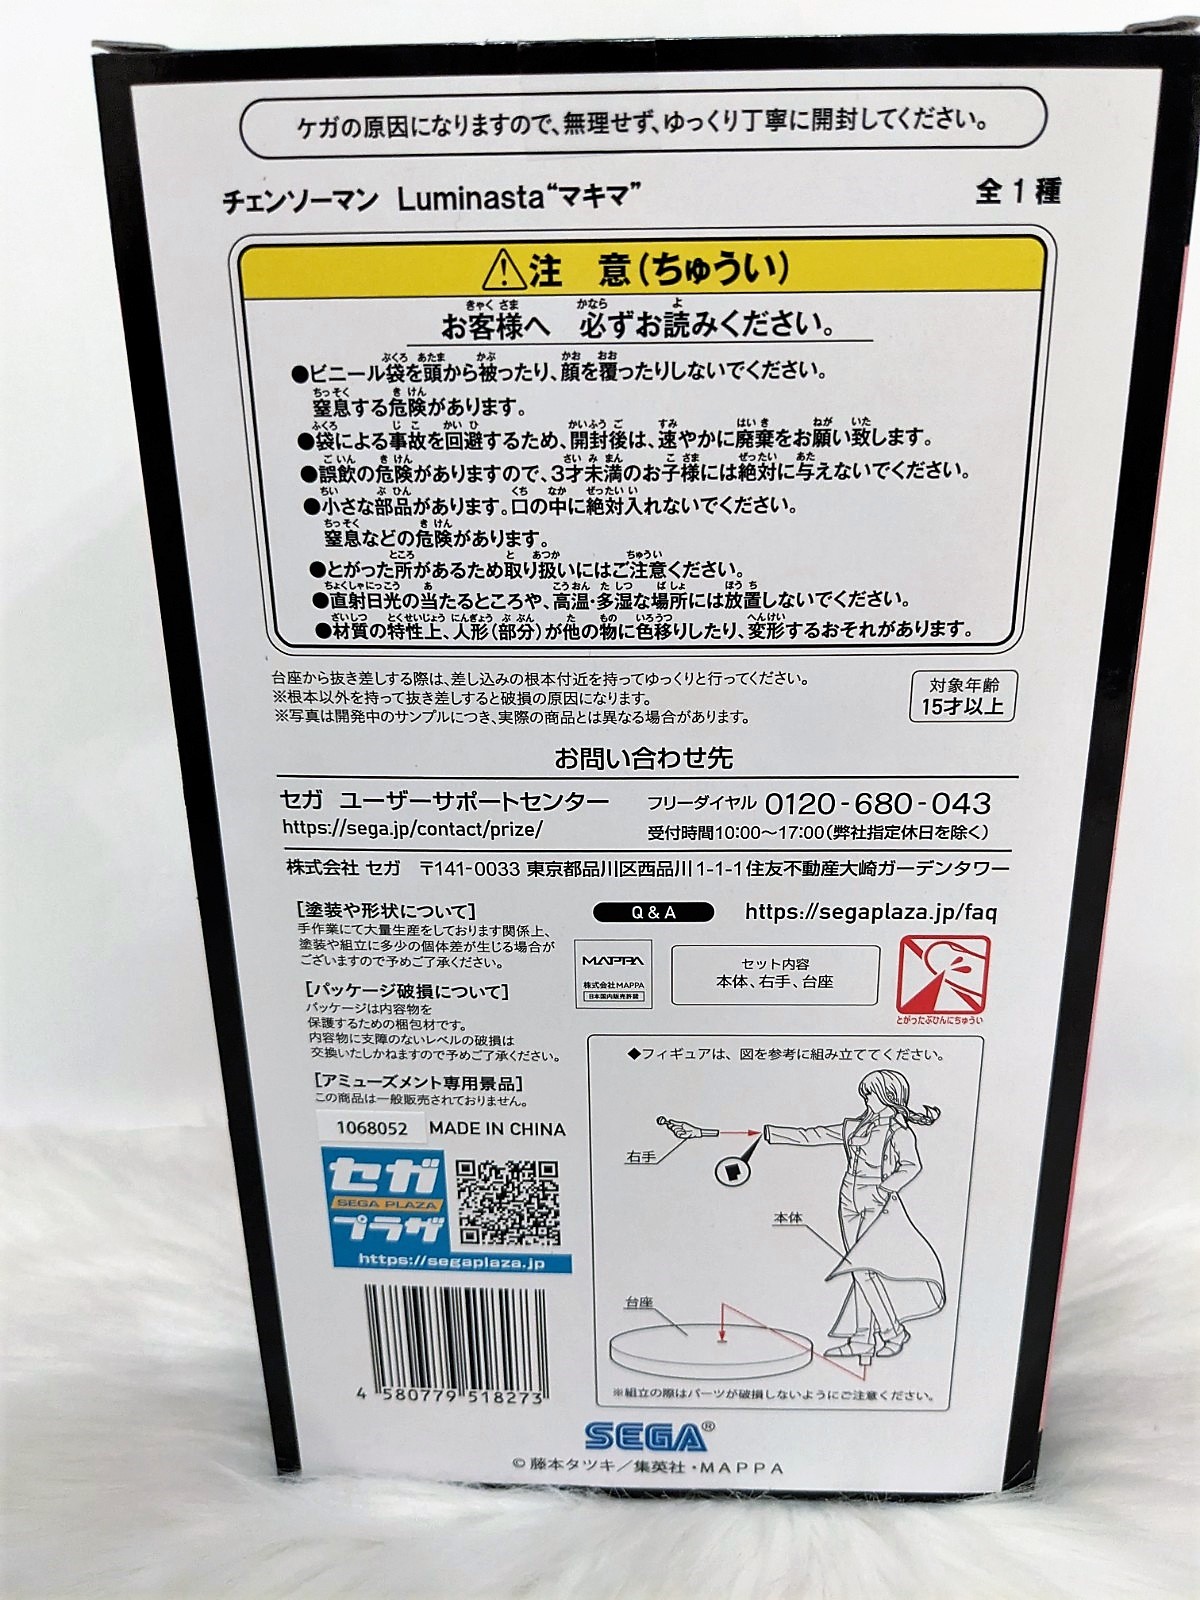 ケガの原因になりますので、無理せず、ゆっくり丁寧に開封してください。
チェンソーマン Luminasta“マキマ”
全1種
注 意(ちゅうい)
お客様へ 必ずお読みください。
●ビニール袋を頭から被ったり、顔を覆ったりしないでください。
窒息する危険があります。
●袋による事故を回避するため、開封後は、速やかに廃棄をお願い致します。
●誤飲の危険がありますので、3才未満のお子様には絶対に与えないでください。
●小さな部品があります。口の中に絶対入れないでください。
窒息などの危険があります。
●とがった所があるため取り扱いにはご注意ください。
●直射日光の当たるところや、高温・多湿な場所には放置しないでください。
●材質の特性上、人形(部分)が他の物に色移りしたり、変形するおそれがあります。
台座から抜き差しする際は、差し込みの根本付近を持ってゆっくりと行ってください。
※根本以外を持って抜き差しすると破損の原因になります。
※写真は開発中のサンプルにつき、実際の商品とは異なる場合があります。
対象年齢
15才以上
お問い合わせ先
セガ ユーザーサポートセンター
https://sega.jp/contact/prize/
フリーダイヤル 0120-680-043
受付時間10:00〜17:00(弊社指定休日を除く)
株式会社 セガ 〒141-0033 東京都品川区西品川1-1-1住友不動産大崎ガーデンタワー
[塗装や形状について]
手作業にて大量生産をしております関係上、
塗装や組立に多少の個体差が生じる場合が
ございますので予めご了承ください。
[パッケージ破損について]
パッケージは内容物を
保護するための梱包材です。
内容物に支障のないレベルの破損は
交換いたしかねますので予めご了承ください。
[アミューズメント専用景品]
この商品は一般販売されておりません。
1068052 MADE IN CHINA
セガ
SEGA PLAZA
プラザ
https://segaplaza.jp
4 580779 518273
Q & A
https://segaplaza.jp/faq
MAPPA
株式会社MAPPA
日本国内販売許諾
セット内容
本体、右手、台座
とがったぶひんにちゅうい
◆フィギュアは、図を参考に組み立ててください。
右手
本体
台座
※組立の際はパーツが破損しないようにご注意ください。
SEGA®
©藤本タツキ/集英社・MAPPA